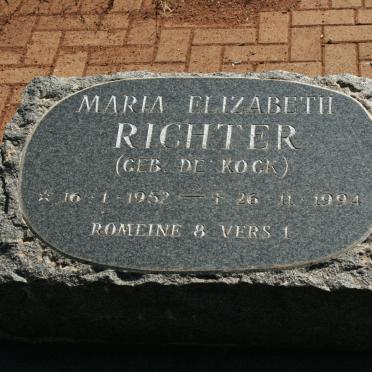 MARIA ELIZABETH
RICHTER
(GEB. DE KOCK)
* 16-1-1952 — † 26-11-1994
ROMEINE 8 VERS 1